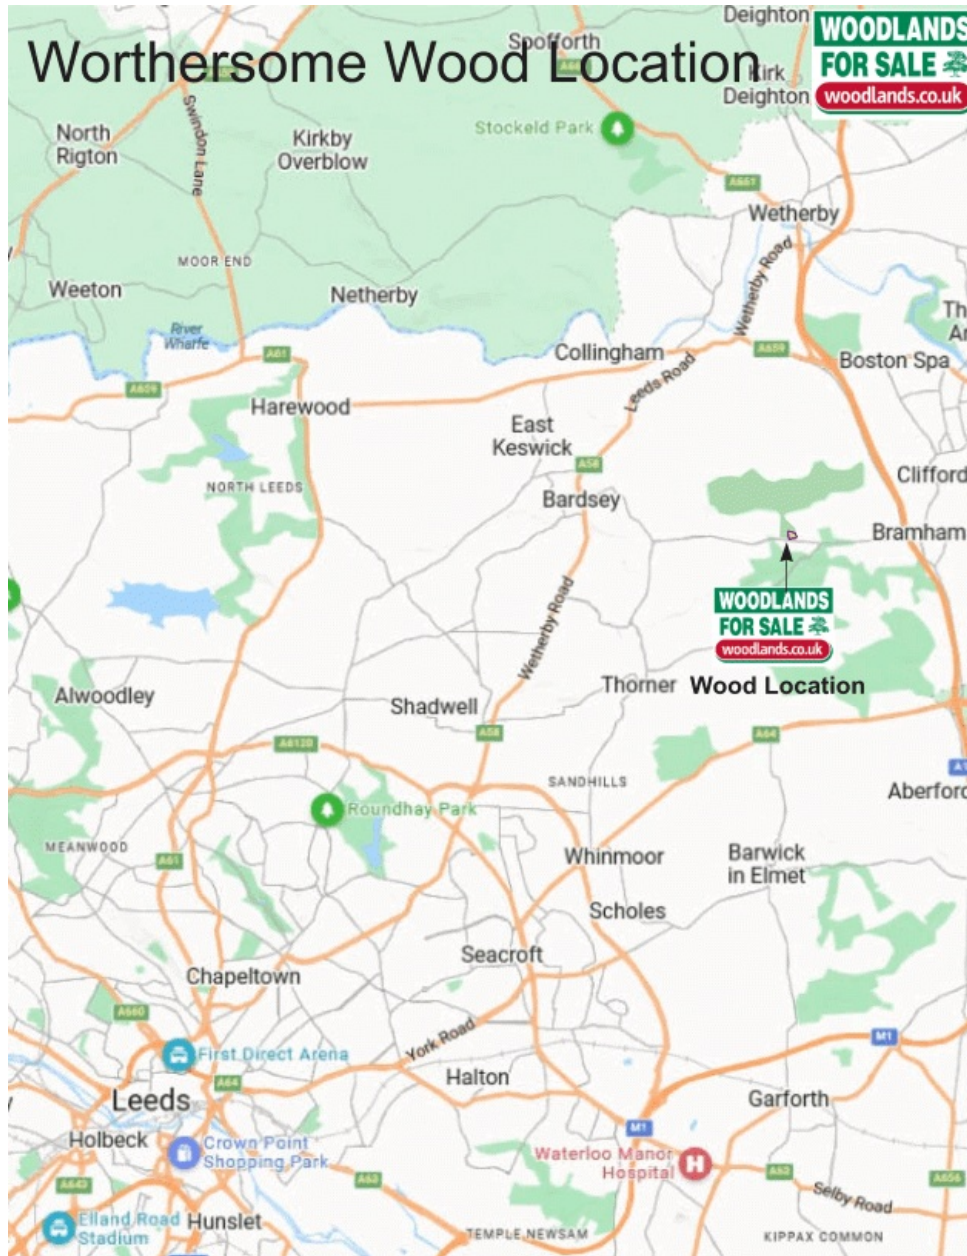 Worthersome Wood Location
Deighton
WOODLANDS
FOR SALE
woodlands.co.uk
Spofforth
Kirk
Deighton
Swindon Lane
North
Rigton
Kirkby
Overblow
Stockeld Park
A661
Wetherby
MOOR END
Weeton
Netherby
Wetherby Road
River
Wharfe
A61
Collingham
A659
Boston Spa
A659
Leeds Road
Harewood
East
Keswick
A58
Clifford
NORTH LEEDS
Bardsey
Bramham
WOODLANDS
FOR SALE
woodlands.co.uk
Wood Location
Wetherby Road
Thorner
Alwoodley
Shadwell
A58
A64
A6120
SANDHILLS
Aberford
Roundhay Park
MEANWOOD
A61
Whinmoor
Barwick
in Elmet
Scholes
Seacroft
Chapeltown
A660
York Road
M1
First Direct Arena
A64
Halton
Leeds
Garforth
Holbeck
Crown Point
Shopping Park
M1
Waterloo Manor
Hospital
H
A63
A63
A656
A643
Selby Road
Elland Road
Stadium
Hunslet
TEMPLE NEWSAM
KIPPAX COMMON